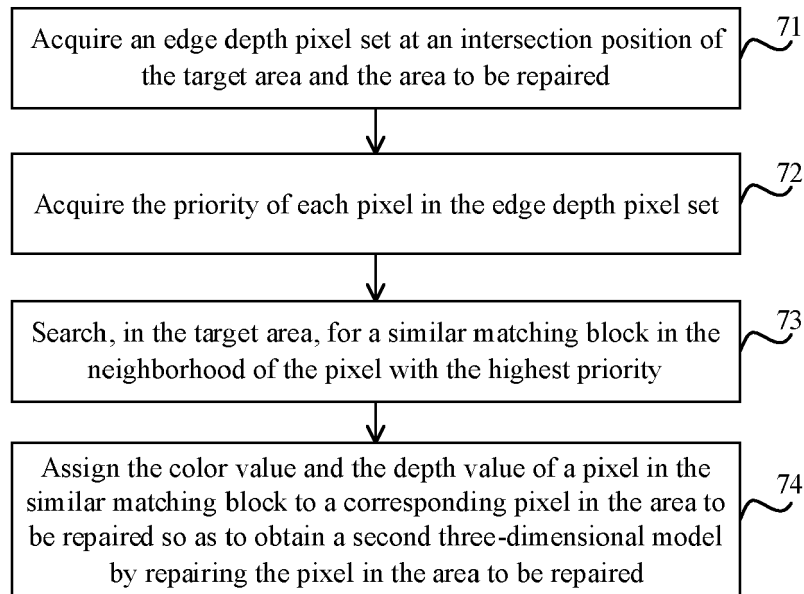 71
Acquire an edge depth pixel set at an intersection position of
the target area and the area to be repaired
72
Acquire the priority of each pixel in the edge depth pixel set
73
Search, in the target area, for a similar matching block in the
neighborhood of the pixel with the highest priority
74
Assign the color value and the depth value of a pixel in the
similar matching block to a corresponding pixel in the area to
be repaired so as to obtain a second three-dimensional model
by repairing the pixel in the area to be repaired